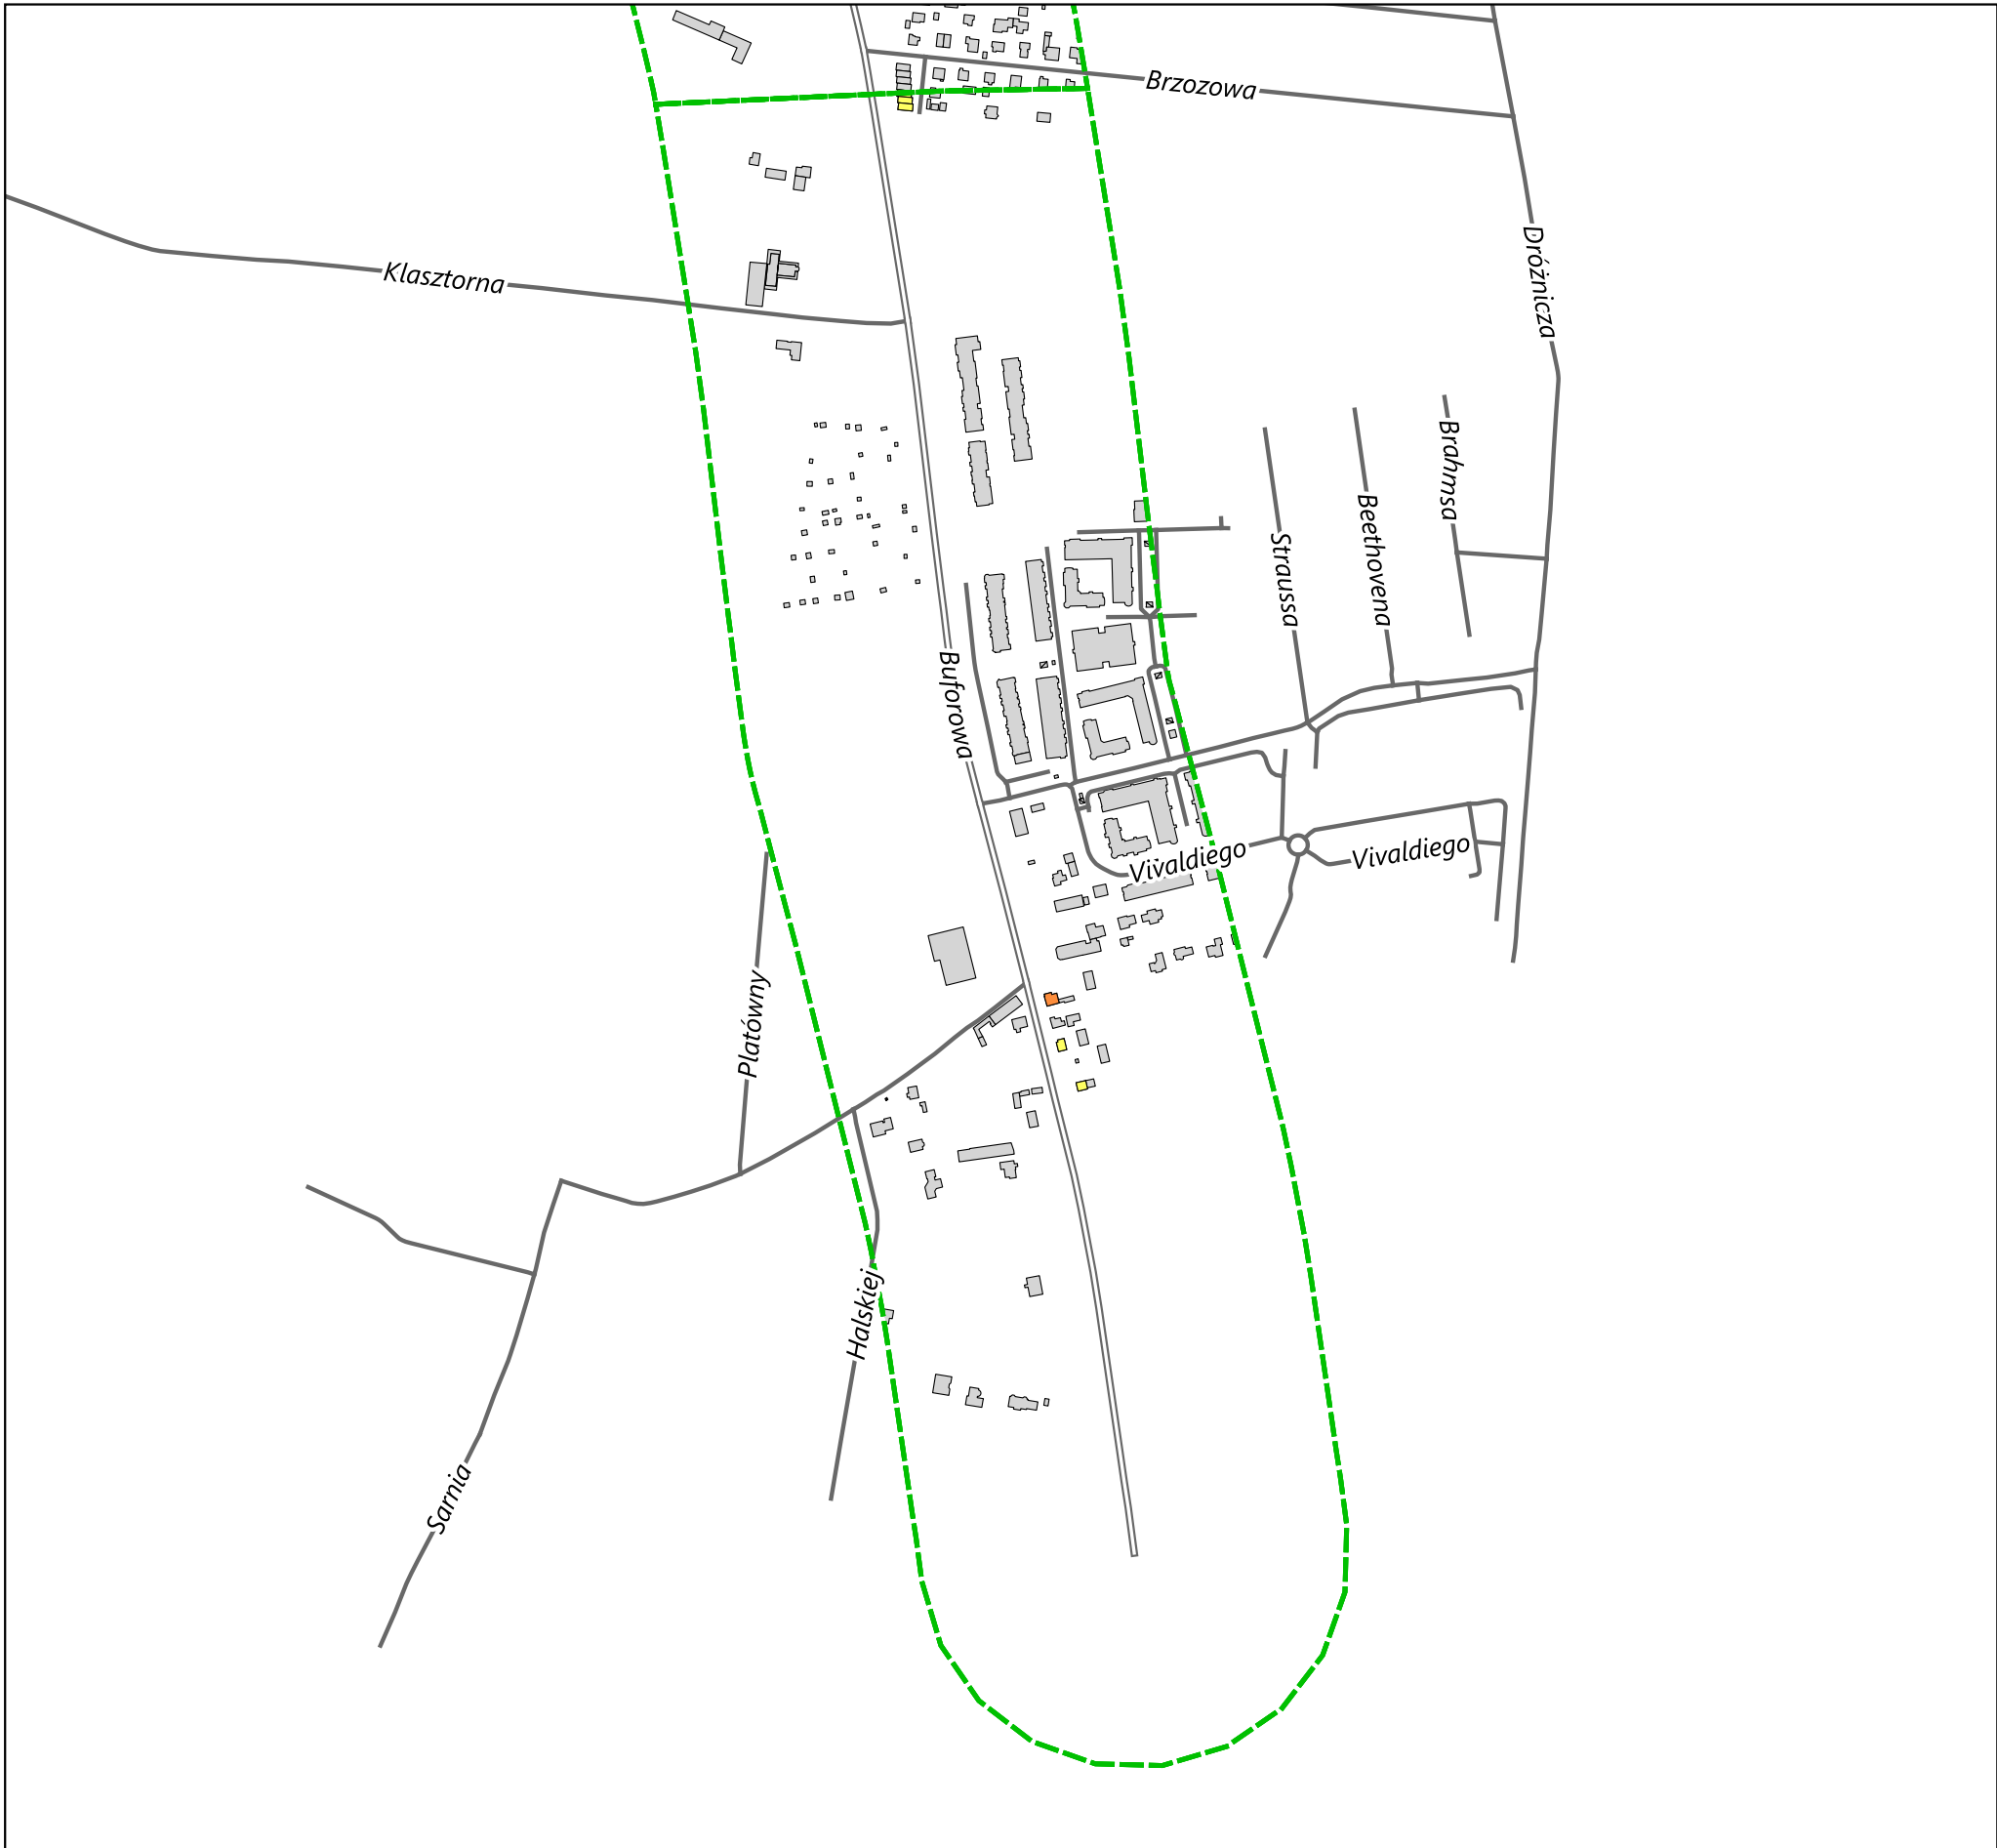 Brzozowa
Klasztorna
Dróżnicza
Brahmsa
Beethovena
Straussa
Buforowa
Vivaldiego
Vivaldiego
Platówny
Halskiej
Sarnia